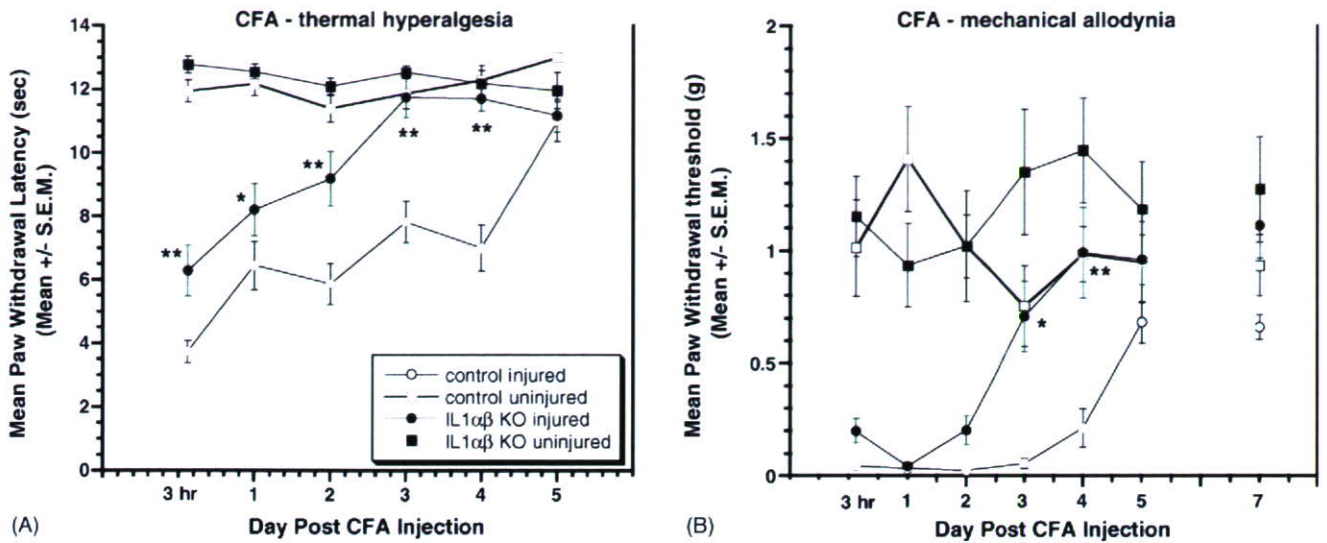 CFA - thermal hyperalgesia
14
12
10
8
6
4
2
0
Mean Paw Withdrawal Latency (sec)
(Mean +/- S.E.M.)
**
*
**
**
**
control injured
control uninjured
IL1αβ KO injured
IL1αβ KO uninjured
3 hr 1 2 3 4 5
Day Post CFA Injection
(A)
CFA - mechanical allodynia
2
1.5
1
0.5
0
Mean Paw Withdrawal threshold (g)
(Mean +/- S.E.M.)
**
*
3 hr 1 2 3 4 5 7
Day Post CFA Injection
(B)